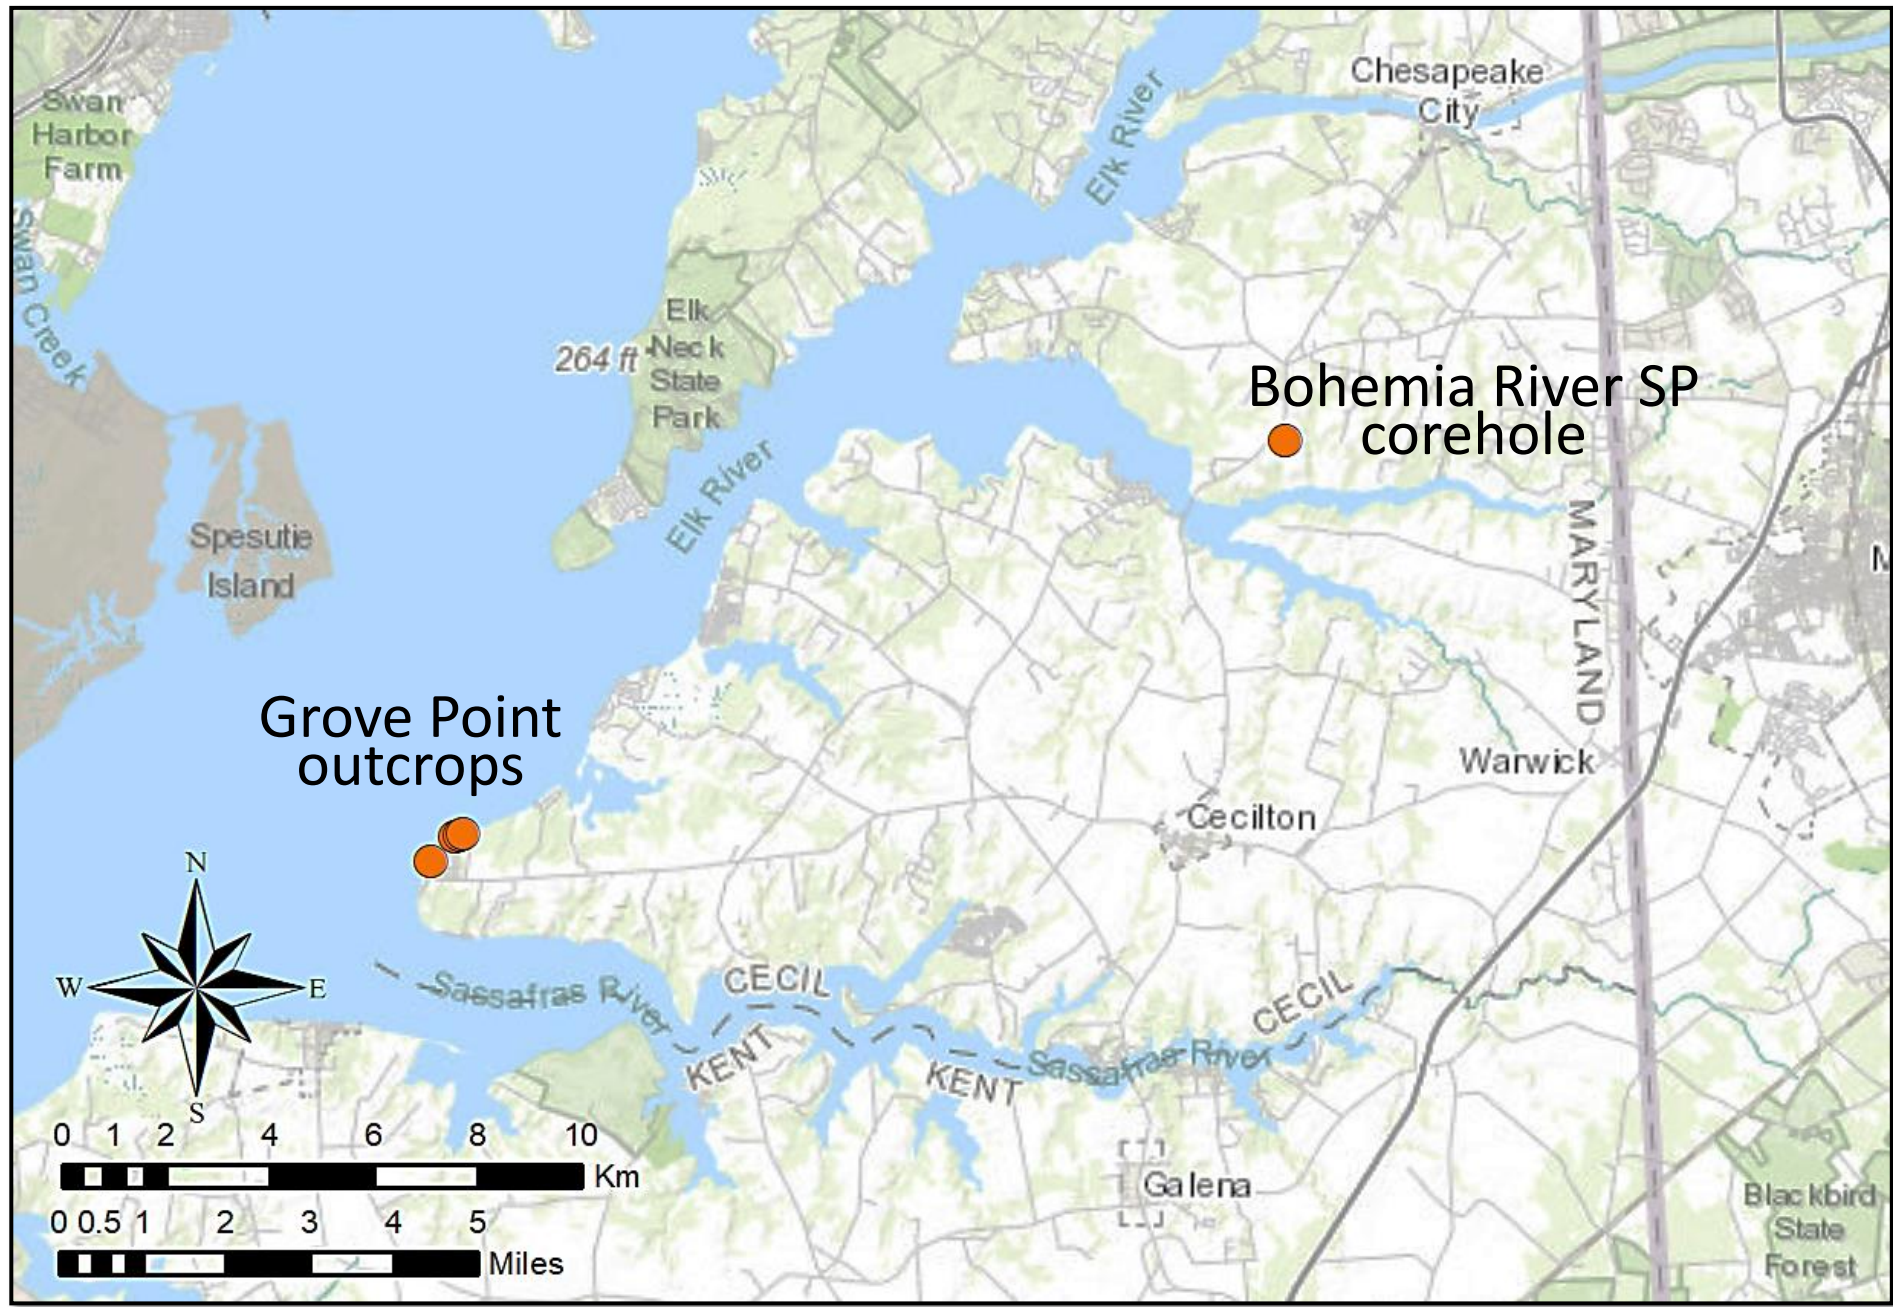 Chesapeake
City
Elk River
Swan
Harbor
Farm
Swan Creek
Elk
Neck
State
Park
264 ft
Bohemia River SP
corehole
Elk River
Spesutie
Island
MARYLAND
M
Grove Point
outcrops
Warwick
Cecilton
N
W
E
S
Sassafras River
CECIL
KENT
CECIL
KENT
Sassafras River
Galena
Blackbird
State
Forest
0 1 2 4 6 8 10
Km
0 0.5 1 2 3 4 5
Miles